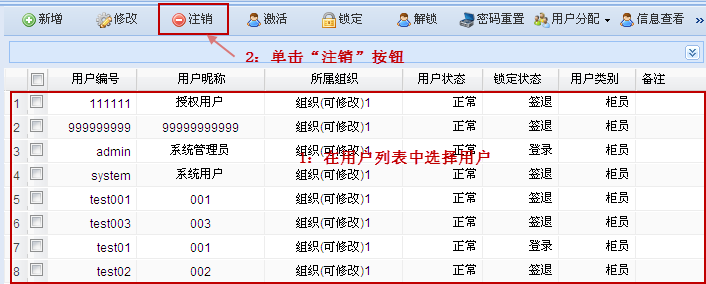 新增 修改 注销 激活 锁定 解锁 密码重置 用户分配 信息查看 »
2：单击“注销”按钮
用户编号 用户昵称 所属组织 用户状态 锁定状态 用户类别 备注
1 111111 授权用户 组织(可修改)1 正常 签退 柜员
2 999999999 99999999999 组织(可修改)1 正常 签退 柜员
3 admin 系统管理员 组织(可修改)1 正常 登录 柜员
1：在用户列表中选择用户
4 system 系统用户 组织(可修改)1 正常 签退 柜员
5 test001 001 组织(可修改)1 正常 签退 柜员
6 test003 003 组织(可修改)1 正常 签退 柜员
7 test01 001 组织(可修改)1 正常 登录 柜员
8 test02 002 组织(可修改)1 正常 签退 柜员